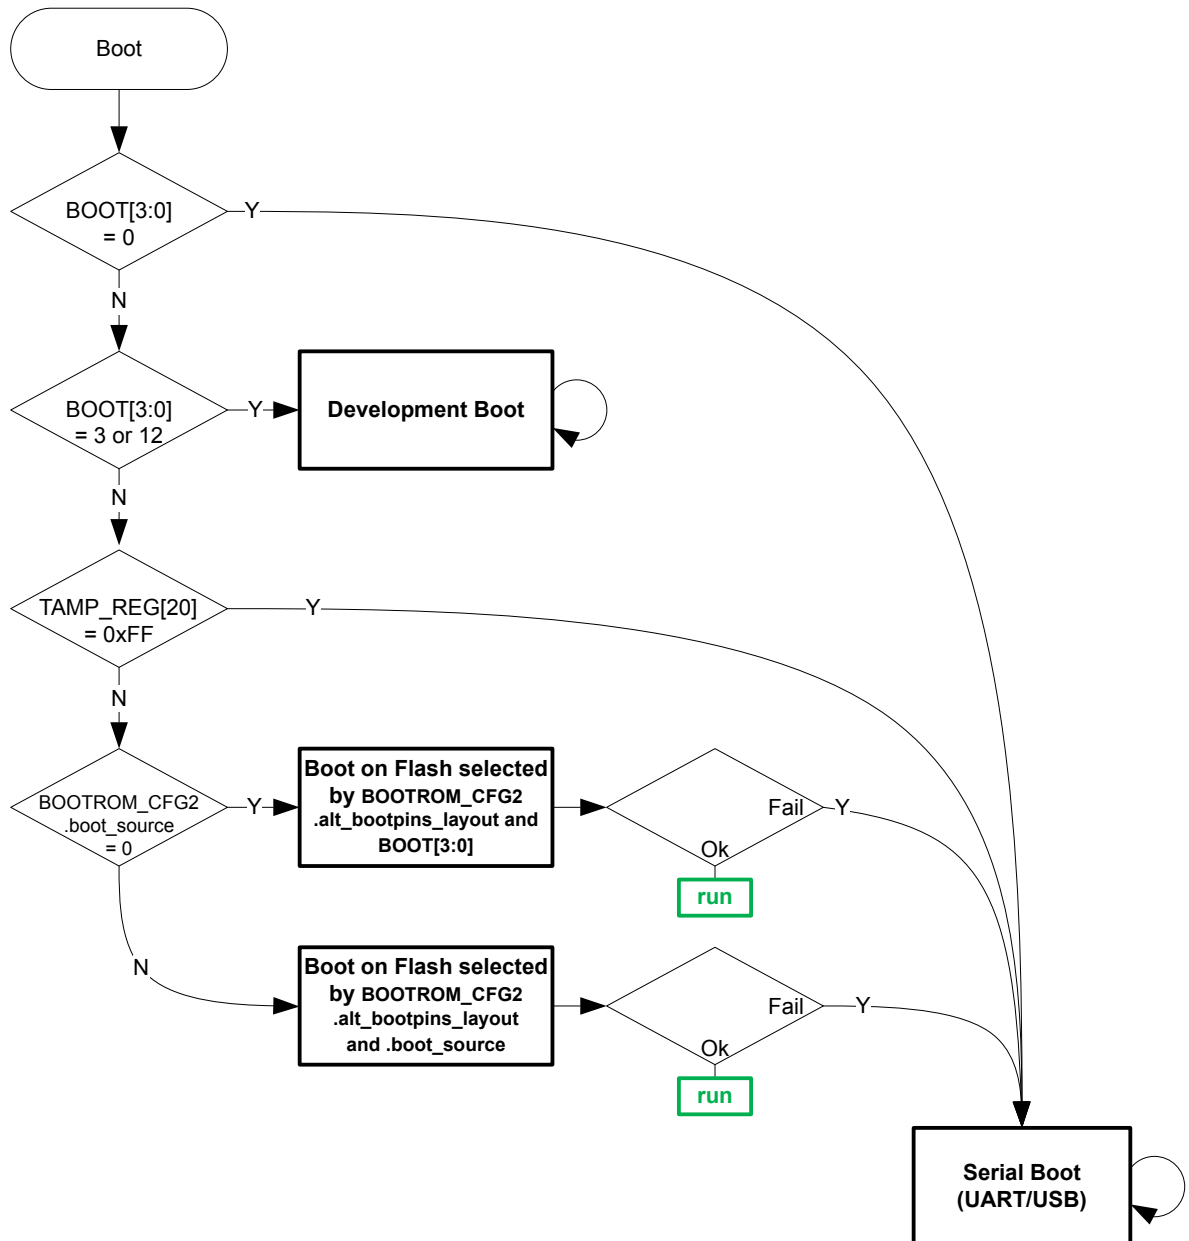 Boot
BOOT[3:0]
= 0
Y
N
BOOT[3:0]
= 3 or 12
Y
Development Boot
N
TAMP_REG[20]
= 0xFF
Y
N
BOOTROM_CFG2
.boot_source
= 0
Y
Boot on Flash selected
by BOOTROM_CFG2
.alt_bootpins_layout and
BOOT[3:0]
Fail
Y
Ok
run
N
Boot on Flash selected
by BOOTROM_CFG2
.alt_bootpins_layout
and .boot_source
Fail
Y
Ok
run
Serial Boot
(UART/USB)